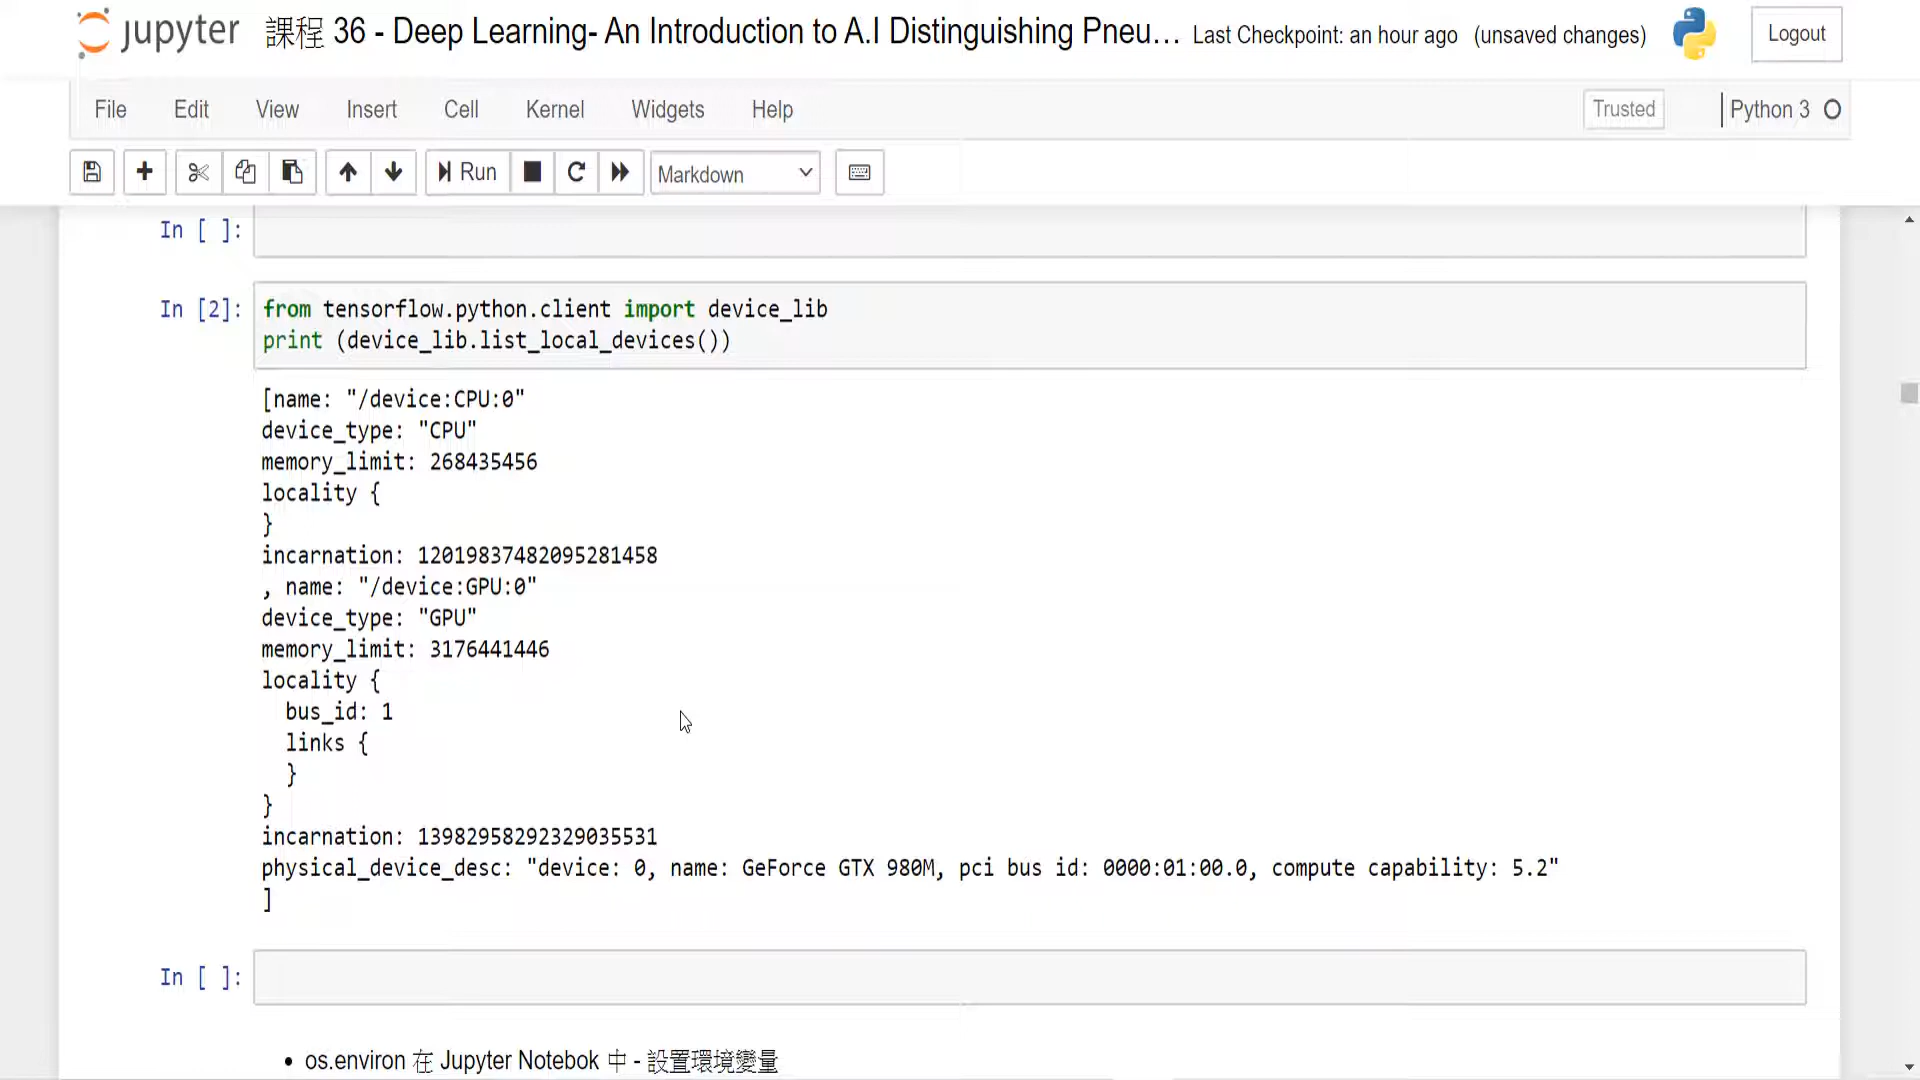 jupyter 課程 36 - Deep Learning- An Introduction to A.I Distinguishing Pneu... Last Checkpoint: an hour ago (unsaved changes) Logout
File Edit View Insert Cell Kernel Widgets Help Trusted Python 3
Run Markdown
In [ ]:
In [2]: from tensorflow.python.client import device_lib
print (device_lib.list_local_devices())
[name: "/device:CPU:0"
device_type: "CPU"
memory_limit: 268435456
locality {
}
incarnation: 12019837482095281458
, name: "/device:GPU:0"
device_type: "GPU"
memory_limit: 3176441446
locality {
  bus_id: 1
  links {
  }
}
incarnation: 13982958292329035531
physical_device_desc: "device: 0, name: GeForce GTX 980M, pci bus id: 0000:01:00.0, compute capability: 5.2"
]
In [ ]:
• os.environ 在 Jupyter Notebok 中 - 設置環境變量